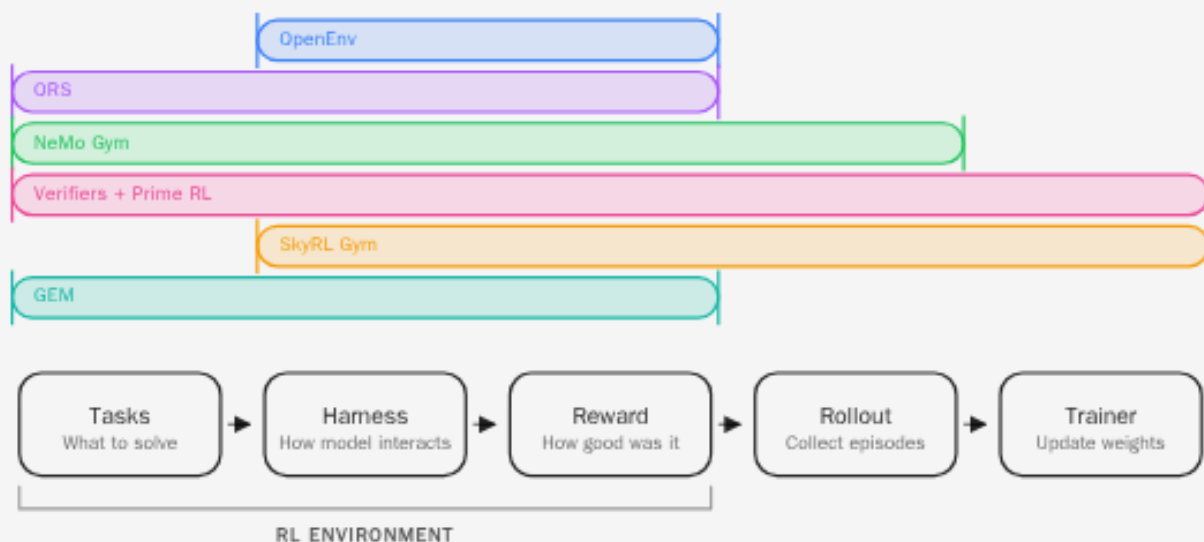 OpenEnv
ORS
NeMo Gym
Verifiers + Prime RL
SkyRL Gym
GEM
Tasks
What to solve
Harness
How model interacts
Reward
How good was it
Rollout
Collect episodes
Trainer
Update weights
RL ENVIRONMENT